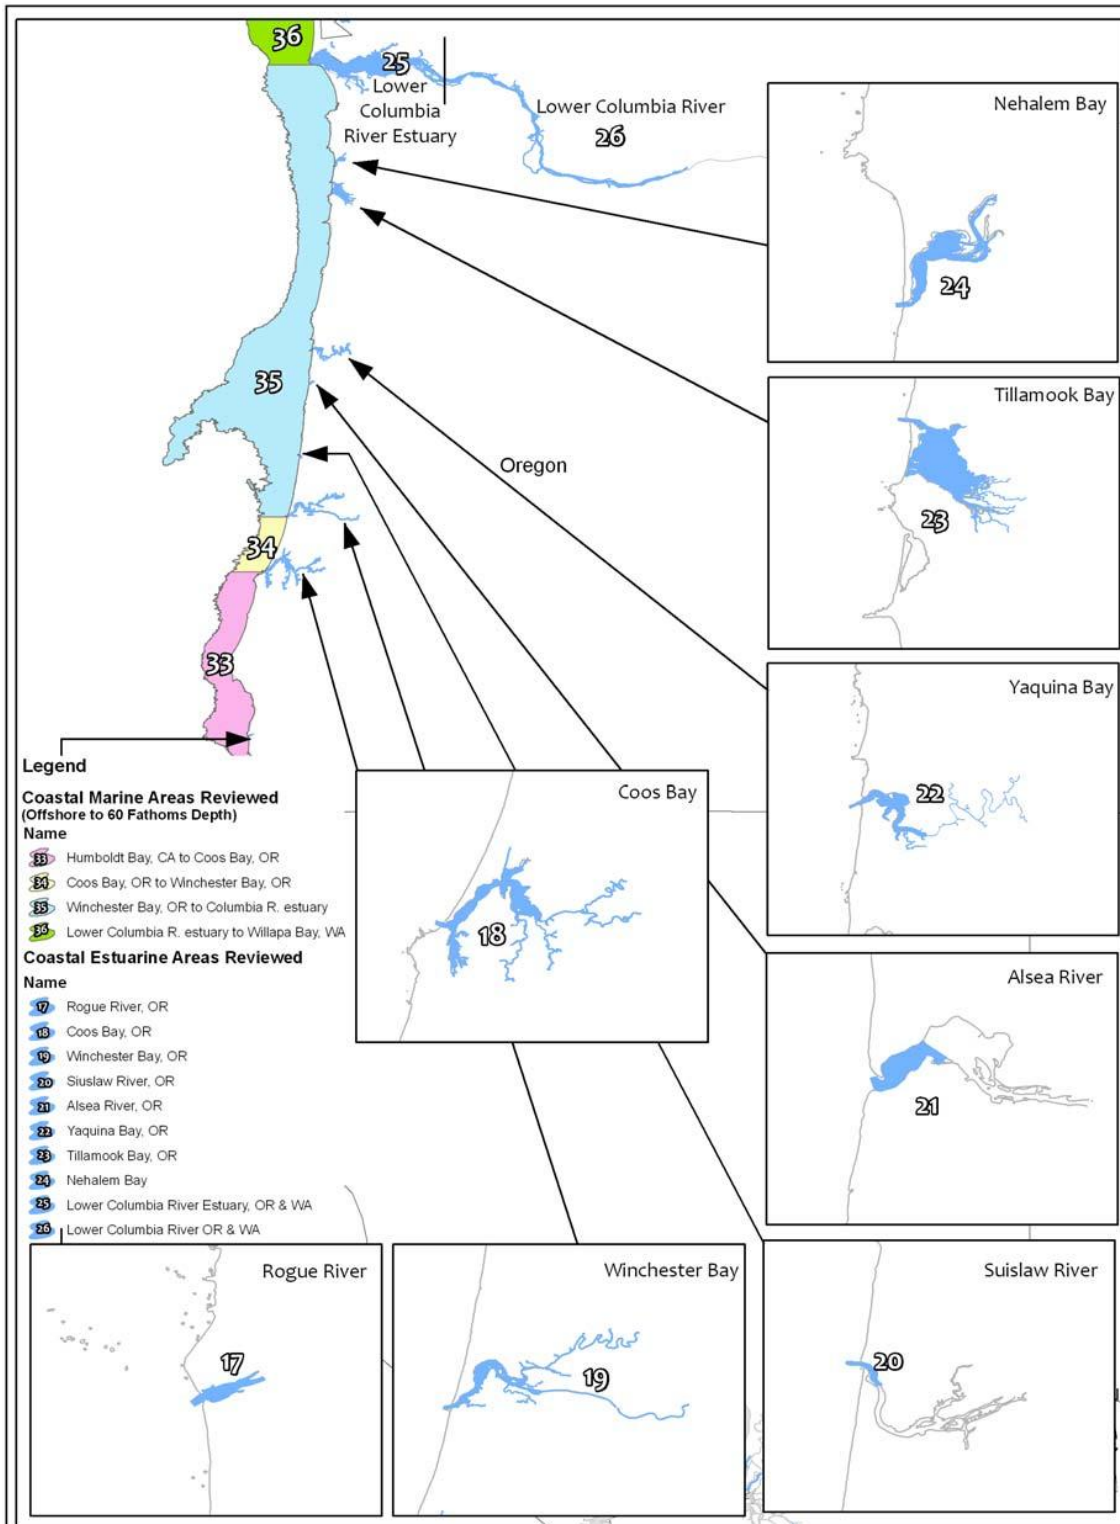 36
25
Lower
Columbia
River Estuary
Lower Columbia River
26
Nehalem Bay
24
Tillamook Bay
23
35
Oregon
34
33
Yaquina Bay
22
Legend
Coastal Marine Areas Reviewed
(Offshore to 60 Fathoms Depth)
Name
33 Humboldt Bay, CA to Coos Bay, OR
34 Coos Bay, OR to Winchester Bay, OR
35 Winchester Bay, OR to Columbia R. estuary
36 Lower Columbia R. estuary to Willapa Bay, WA
Coastal Estuarine Areas Reviewed
Name
17 Rogue River, OR
18 Coos Bay, OR
19 Winchester Bay, OR
20 Siuslaw River, OR
21 Alsea River, OR
22 Yaquina Bay, OR
23 Tillamook Bay, OR
24 Nehalem Bay
25 Lower Columbia River Estuary, OR & WA
26 Lower Columbia River OR & WA
Coos Bay
18
Alsea River
21
Rogue River
17
Winchester Bay
19
Suislaw River
20